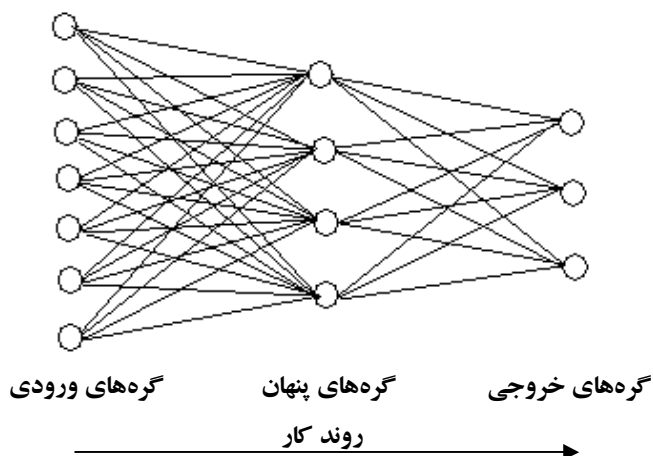 گره‌های ورودی
گره‌های پنهان
گره‌های خروجی
روند کار